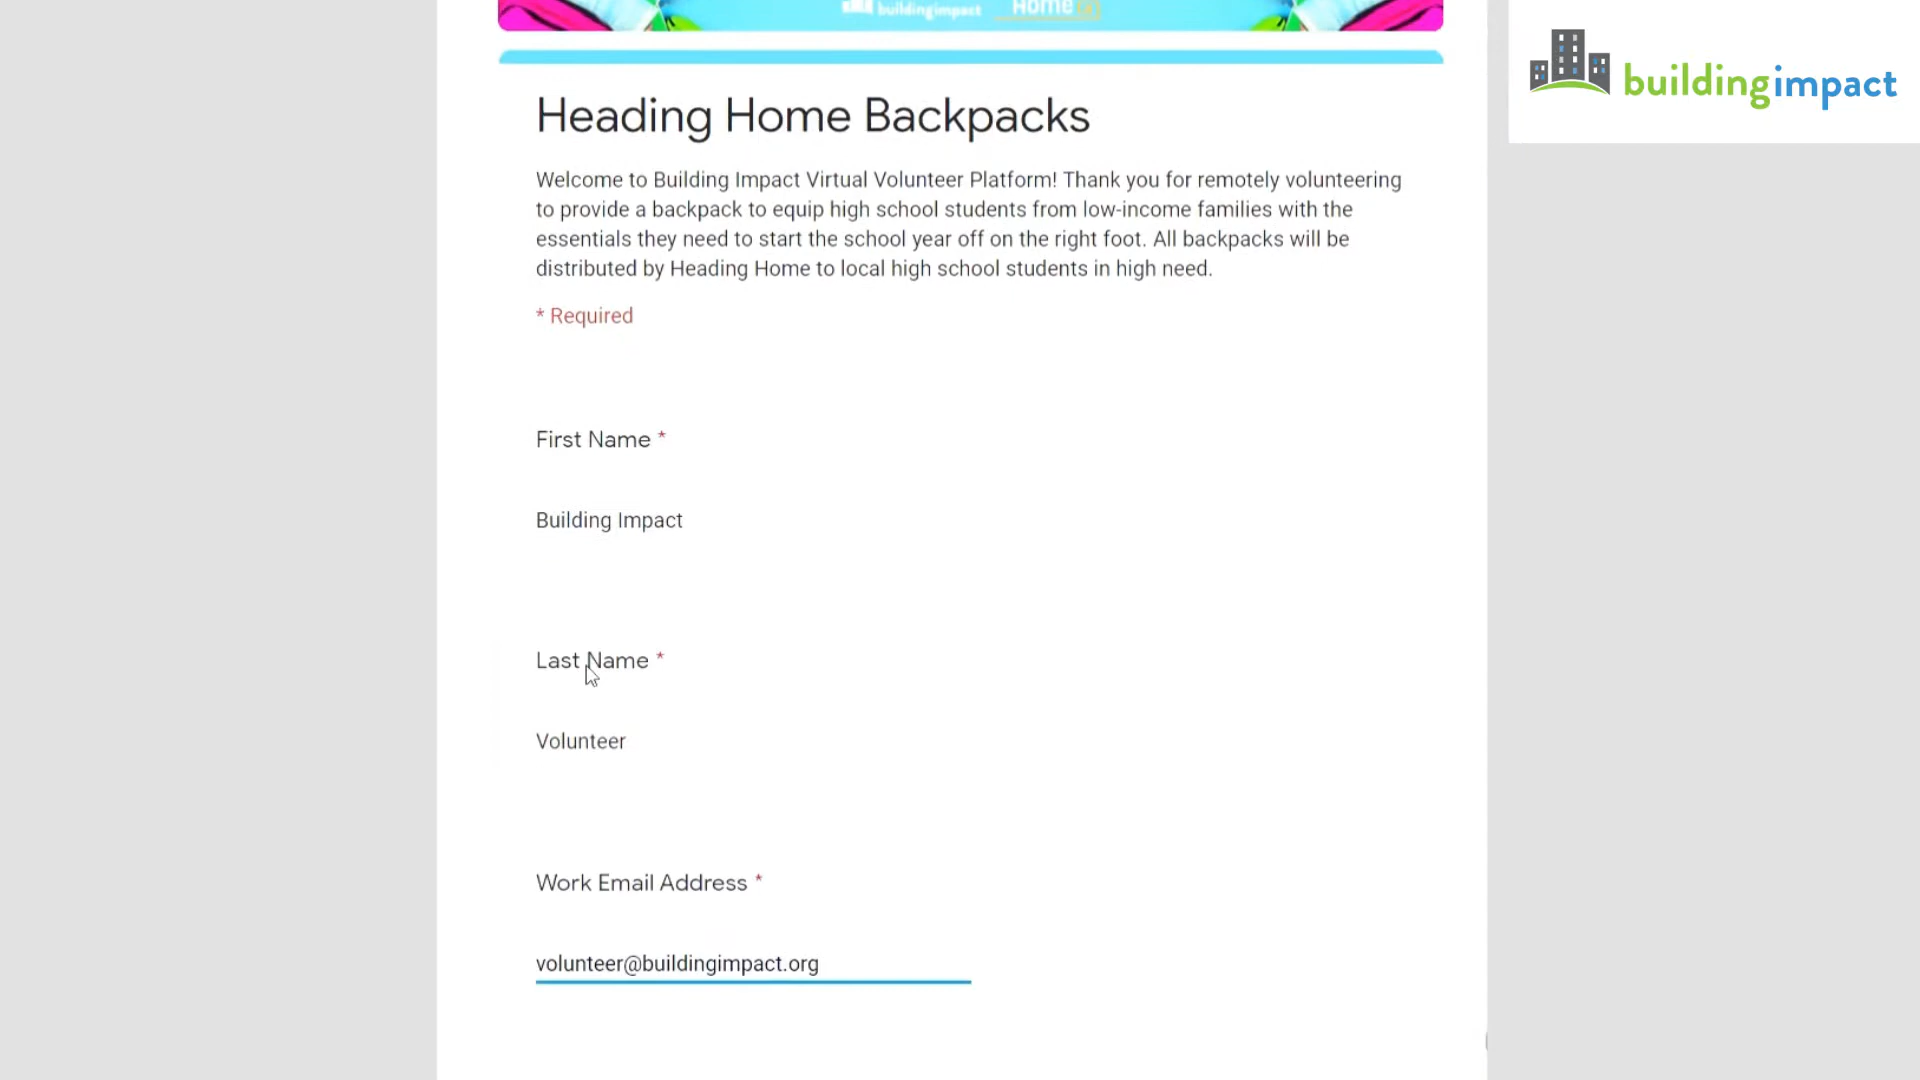 buildingimpact Home
buildingimpact
Heading Home Backpacks
Welcome to Building Impact Virtual Volunteer Platform! Thank you for remotely volunteering
to provide a backpack to equip high school students from low-income families with the
essentials they need to start the school year off on the right foot. All backpacks will be
distributed by Heading Home to local high school students in high need.
* Required
First Name *
Building Impact
Last Name *
Volunteer
Work Email Address *
volunteer@buildingimpact.org